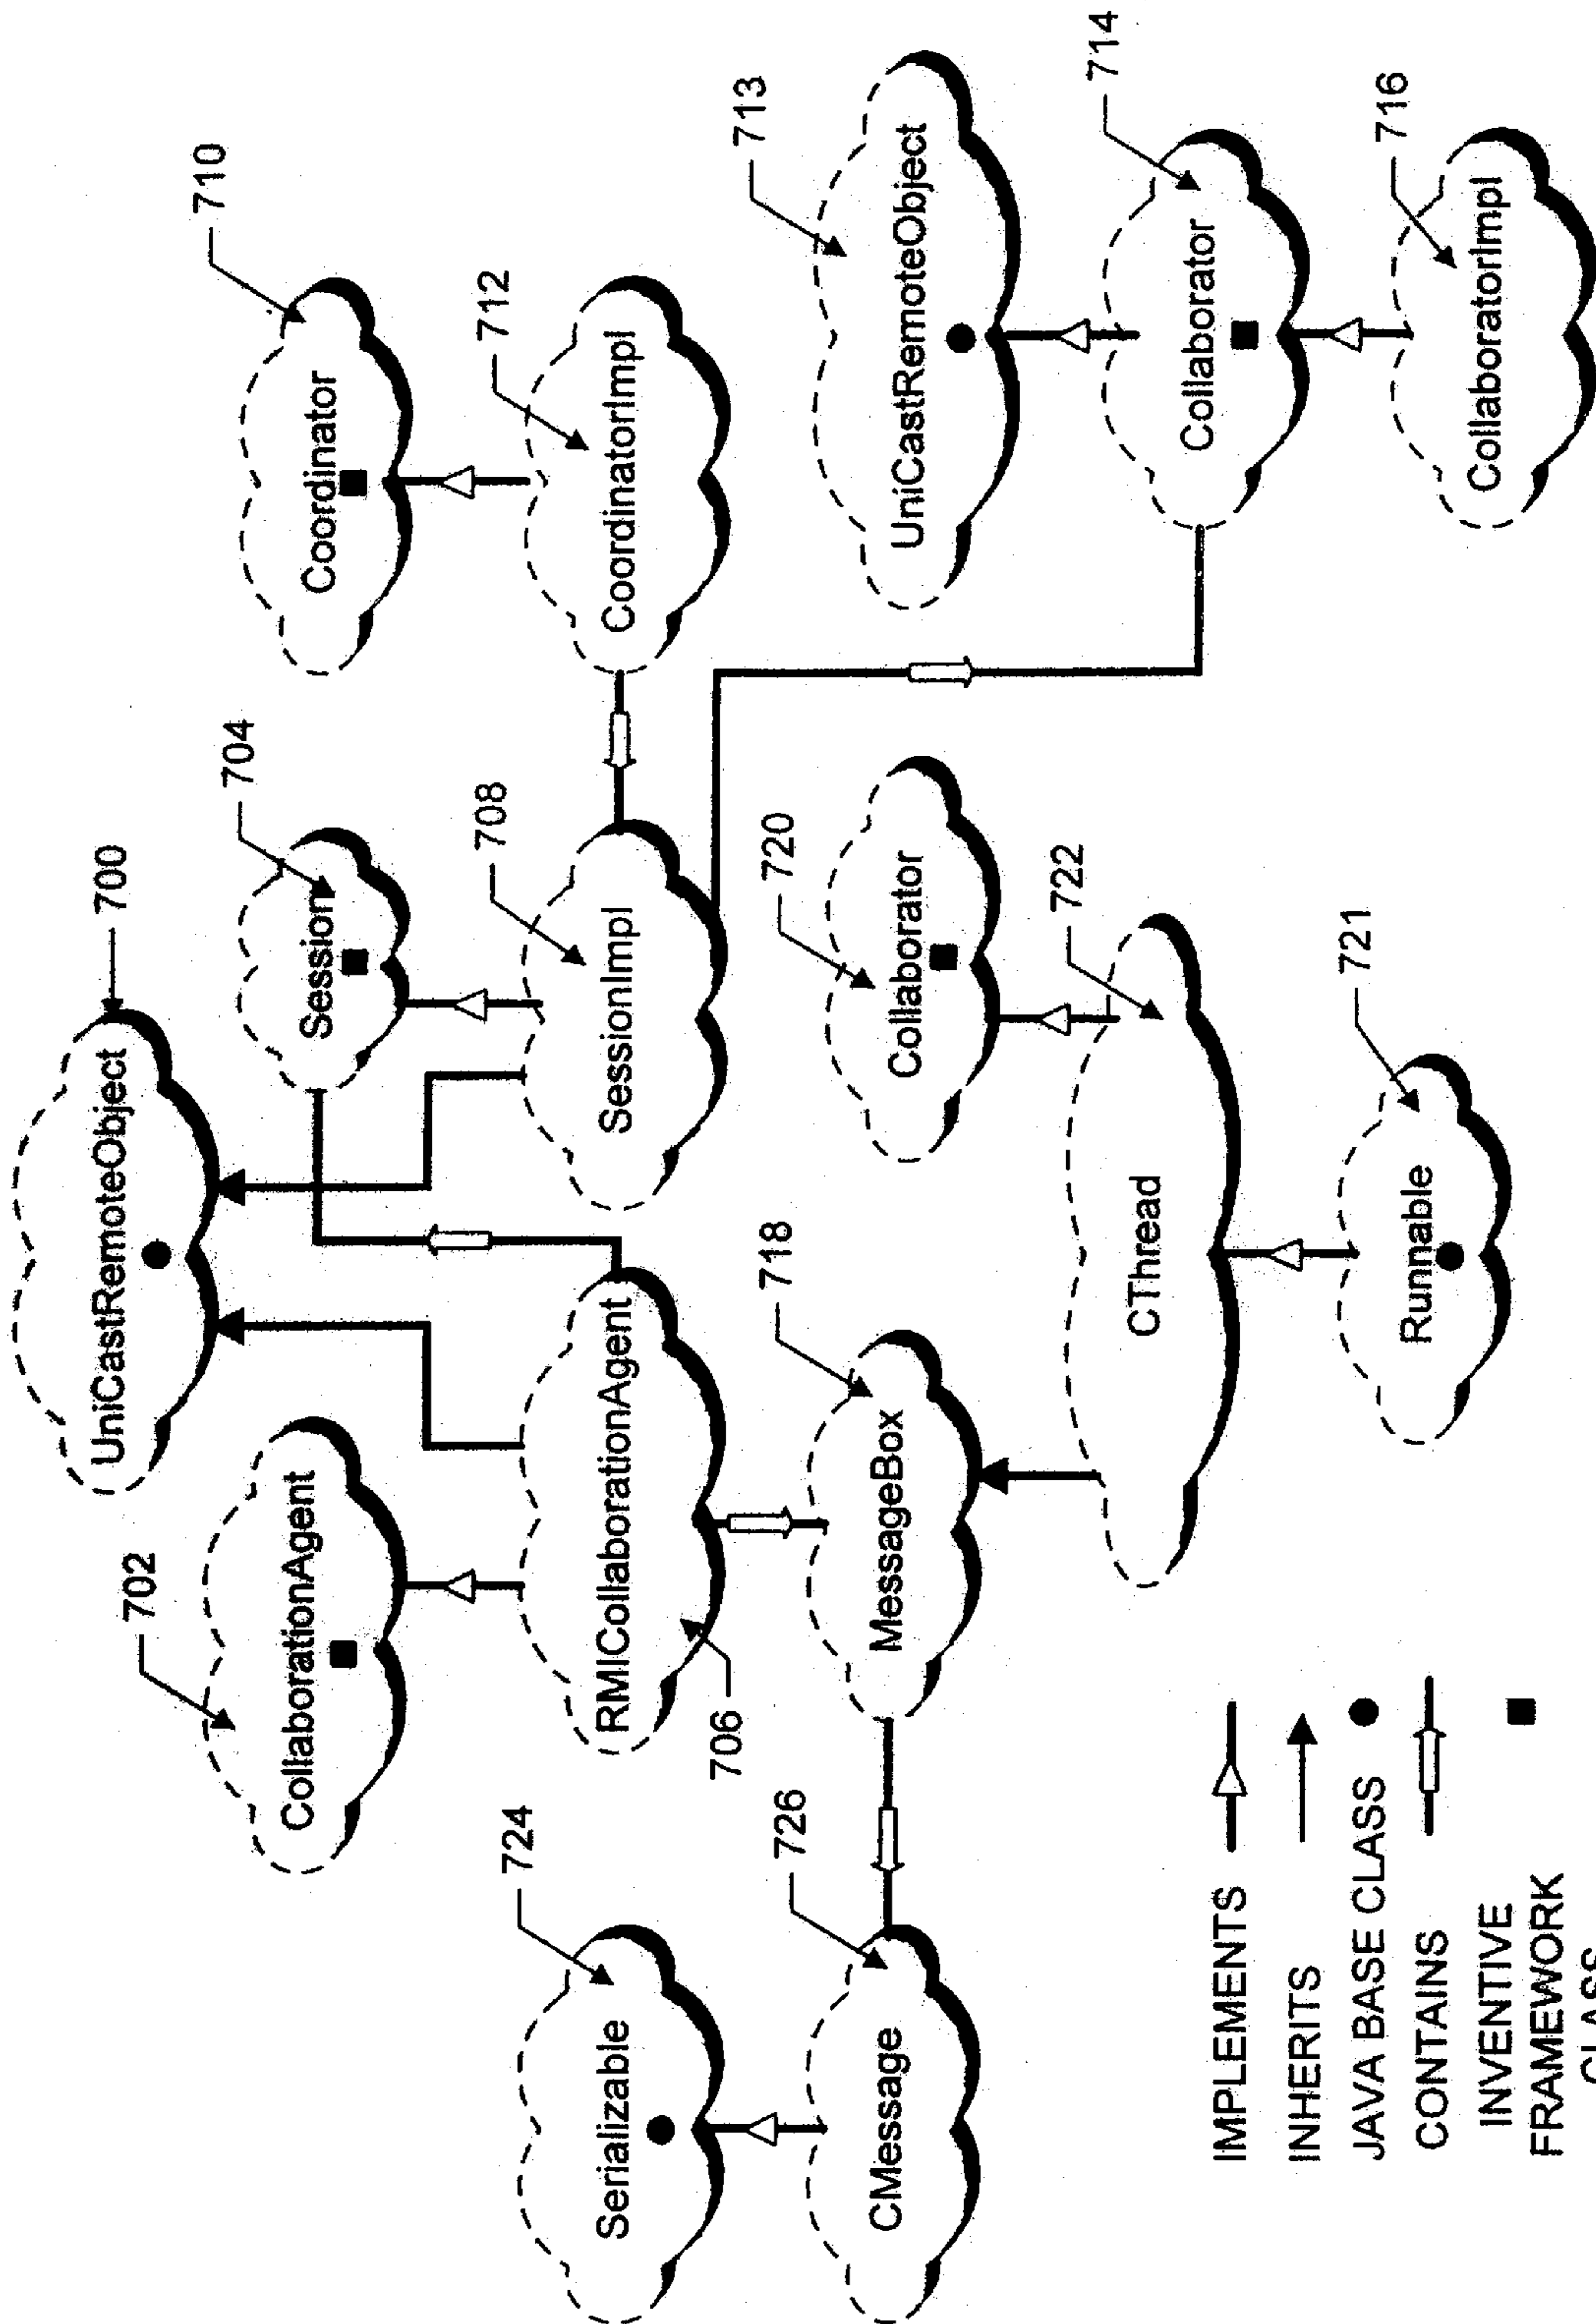 700
UniCastRemoteObject
702
CollaborationAgent
704
Session
710
Coordinator
706
RMICollaborationAgent
708
SessionImpl
712
CoordinatorImpl
724
Serializable
726
CMessage
718
MessageBox
720
Collaborator
713
UniCastRemoteObject
722
CThread
714
Collaborator
721
Runnable
716
CollaboratorImpl
IMPLEMENTS
INHERITS
JAVA BASE CLASS
CONTAINS
INVENTIVE
FRAMEWORK
CLASS